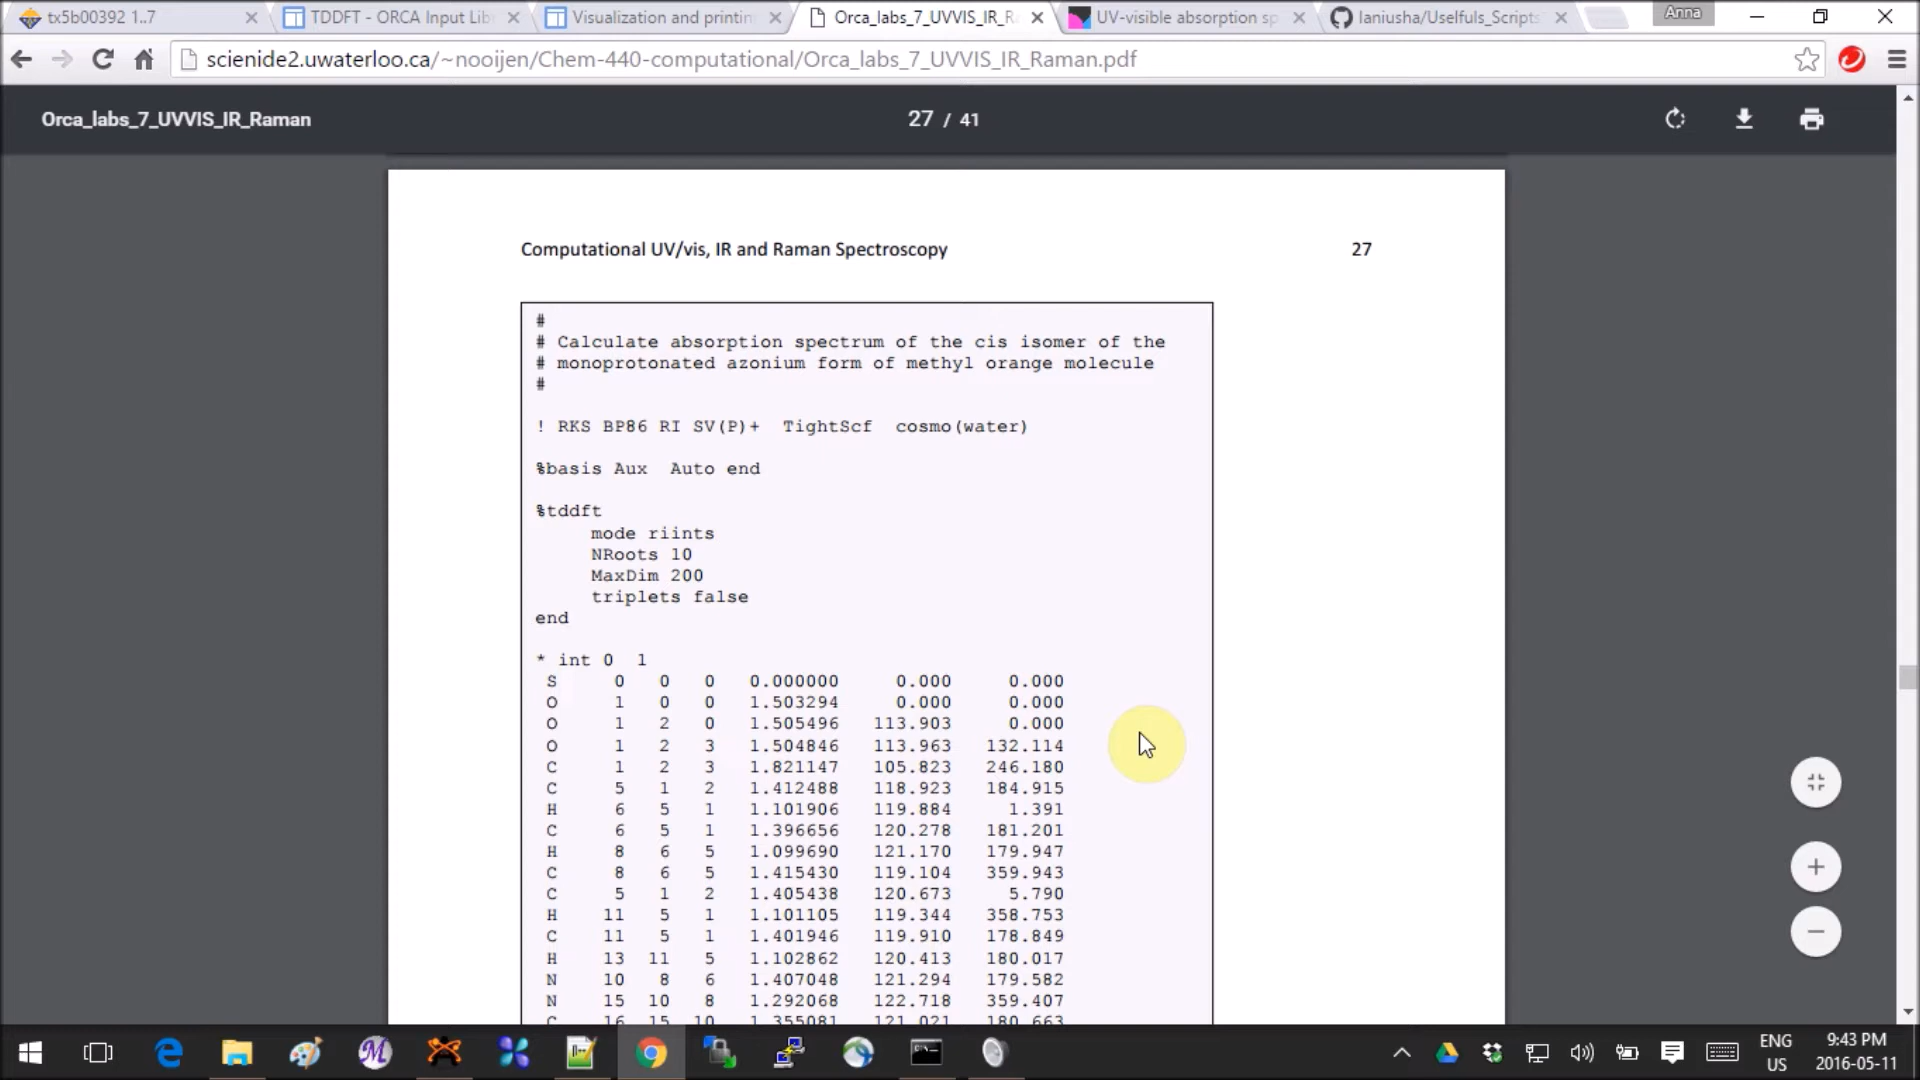 tx5b00392 1..7
TDDFT - ORCA Input Lib
Visualization and printin
Orca_labs_7_UVVIS_IR_R
UV-visible absorption sp
laniusha/Uselfuls_Scripts
Anna
scienide2.uwaterloo.ca/~nooijen/Chem-440-computational/Orca_labs_7_UVVIS_IR_Raman.pdf
Orca_labs_7_UVVIS_IR_Raman
27 / 41
Computational UV/vis, IR and Raman Spectroscopy 27
#
# Calculate absorption spectrum of the cis isomer of the
# monoprotonated azonium form of methyl orange molecule
#
! RKS BP86 RI SV(P)+ TightScf cosmo(water)
%basis Aux Auto end
%tddft
mode riints
NRoots 10
MaxDim 200
triplets false
end
* int 0 1
S 0 0 0 0.000000 0.000 0.000
O 1 0 0 1.503294 0.000 0.000
O 1 2 0 1.505496 113.903 0.000
O 1 2 3 1.504846 113.963 132.114
C 1 2 3 1.821147 105.823 246.180
C 5 1 2 1.412488 118.923 184.915
H 6 5 1 1.101906 119.884 1.391
C 6 5 1 1.396656 120.278 181.201
H 8 6 5 1.099690 121.170 179.947
C 8 6 5 1.415430 119.104 359.943
C 5 1 2 1.405438 120.673 5.790
H 11 5 1 1.101105 119.344 358.753
C 11 5 1 1.401946 119.910 178.849
H 13 11 5 1.102862 120.413 180.017
N 10 8 6 1.407048 121.294 179.582
N 15 10 8 1.292068 122.718 359.407
C 16 15 10 1.355081 121.021 180.663
ENG
US
9:43 PM
2016-05-11